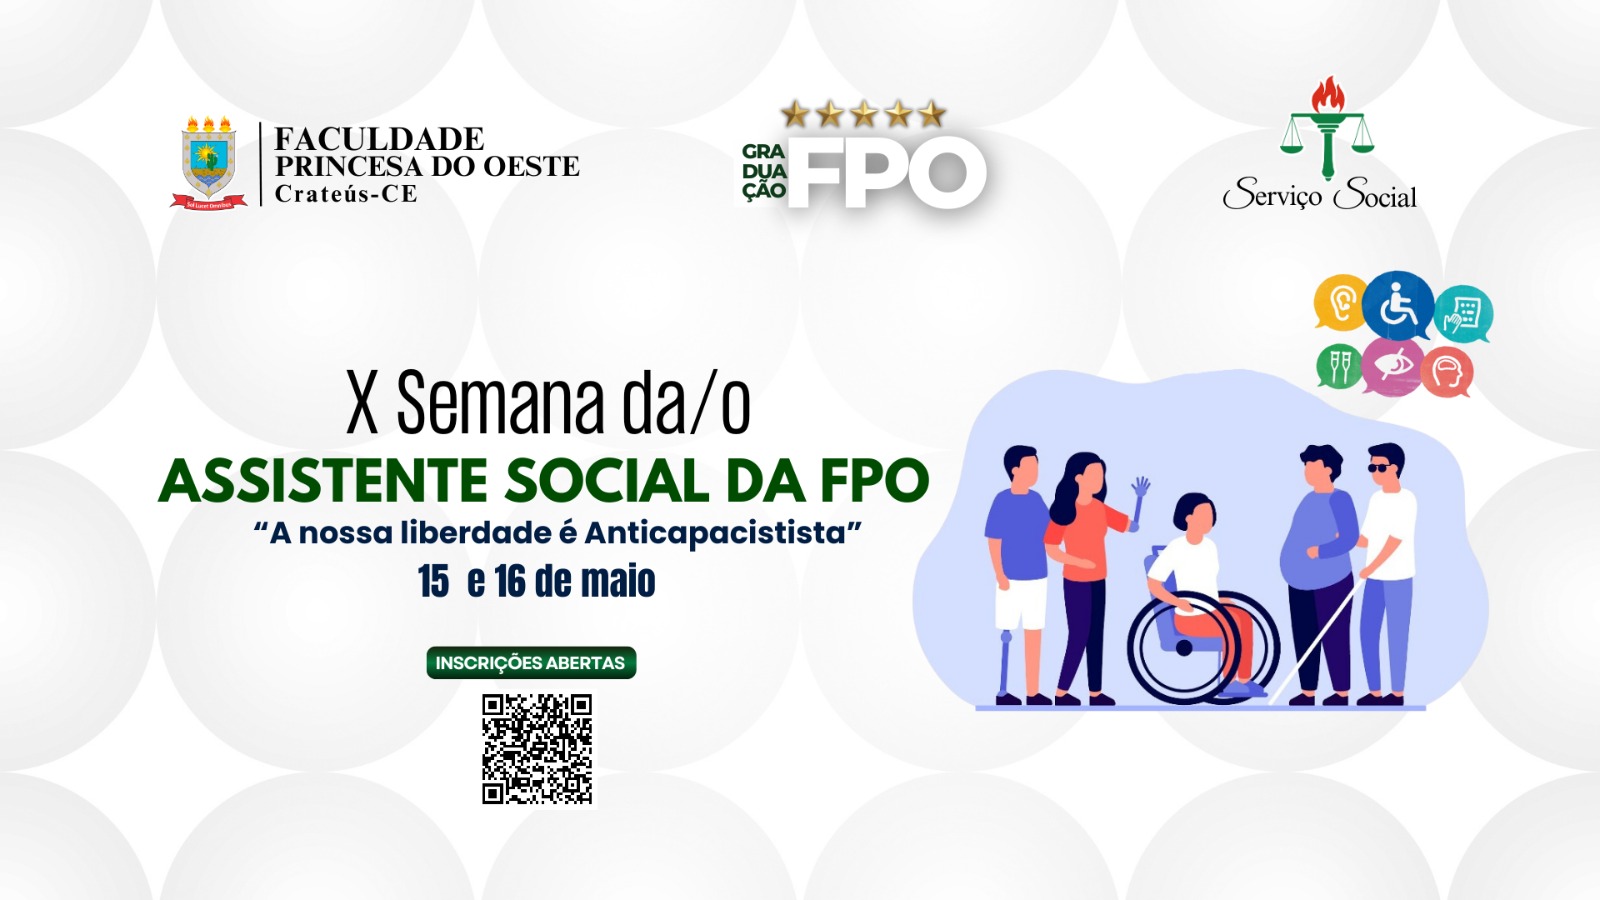 FACULDADE
PRINCESA DO OESTE
Crateús-CE
GRA
DUA
ÇÃO
FPO
Serviço Social
X Semana da/o
ASSISTENTE SOCIAL DA FPO
“A nossa liberdade é Anticapacistista”
15 e 16 de maio
INSCRIÇÕES ABERTAS